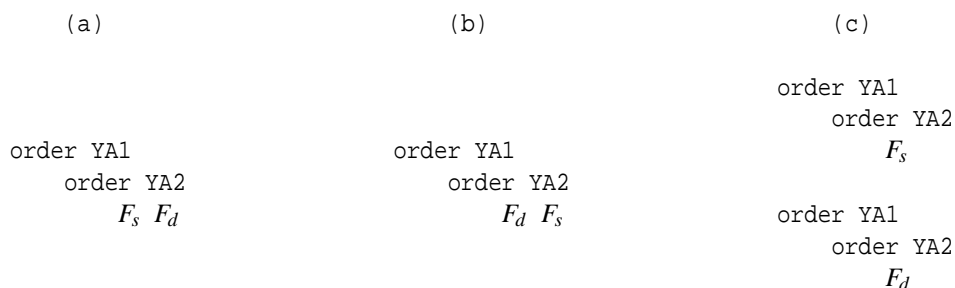 (a)
order YA1
order YA2
Fs Fd
(b)
order YA1
order YA2
Fd Fs
(c)
order YA1
order YA2
Fs
order YA1
order YA2
Fd